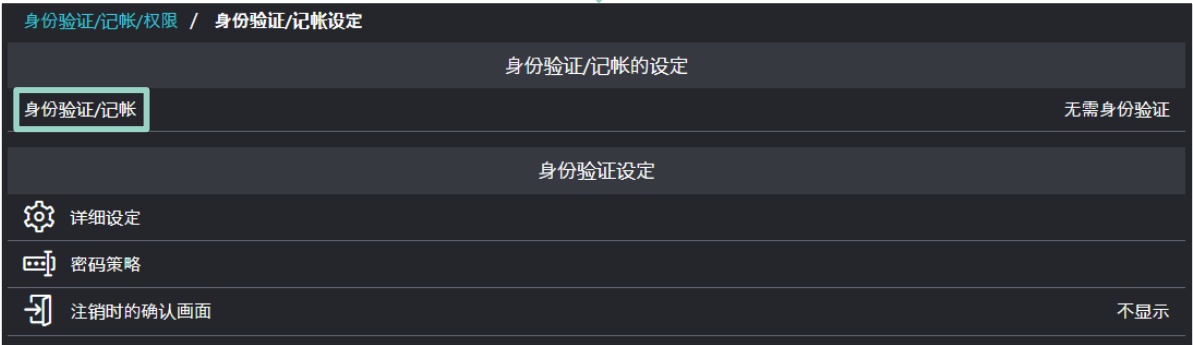 身份验证/记帐/权限 / 身份验证/记帐设定
身份验证/记帐的设定
身份验证/记帐 无需身份验证
身份验证设定
详细设定
密码策略
注销时的确认画面 不显示